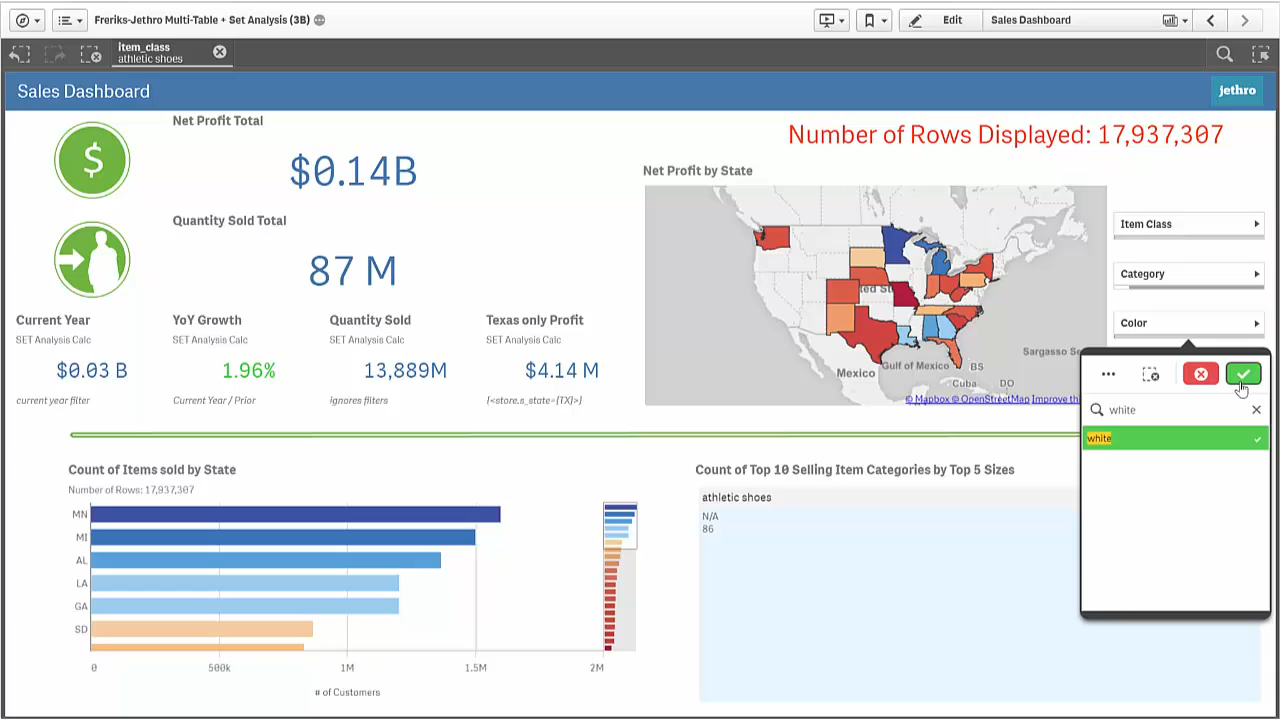 Freriks-Jethro Multi-Table + Set Analysis (3B)
Edit
Sales Dashboard
item_class
athletic shoes
Sales Dashboard
jethro
Net Profit Total
$0.14B
Number of Rows Displayed: 17,937,307
Net Profit by State
Quantity Sold Total
87 M
Item Class
Category
Color
Current Year
SET Analysis Calc
$0.03 B
current year filter
YoY Growth
SET Analysis Calc
1.96%
Current Year / Prior
Quantity Sold
SET Analysis Calc
13,889M
ignores filters
Texas only Profit
SET Analysis Calc
$4.14 M
{<store.s_state={TX}>}
ted St
Sargasso Se
Mexico
Gulf of Mexico
BS
Cuba
DO
© Mapbox © OpenStreetMap Improve thi
white
white
Count of Items sold by State
Number of Rows: 17,937,307
MN
MI
AL
LA
GA
SD
0 500k 1M 1.5M 2M
# of Customers
Count of Top 10 Selling Item Categories by Top 5 Sizes
athletic shoes
N/A
86